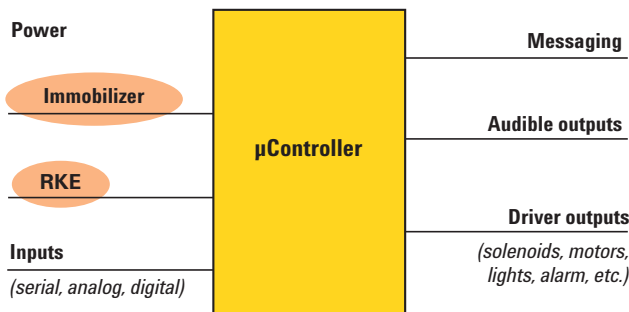 Power
Immobilizer
RKE
Inputs
(serial, analog, digital)
µController
Messaging
Audible outputs
Driver outputs
(solenoids, motors,
lights, alarm, etc.)